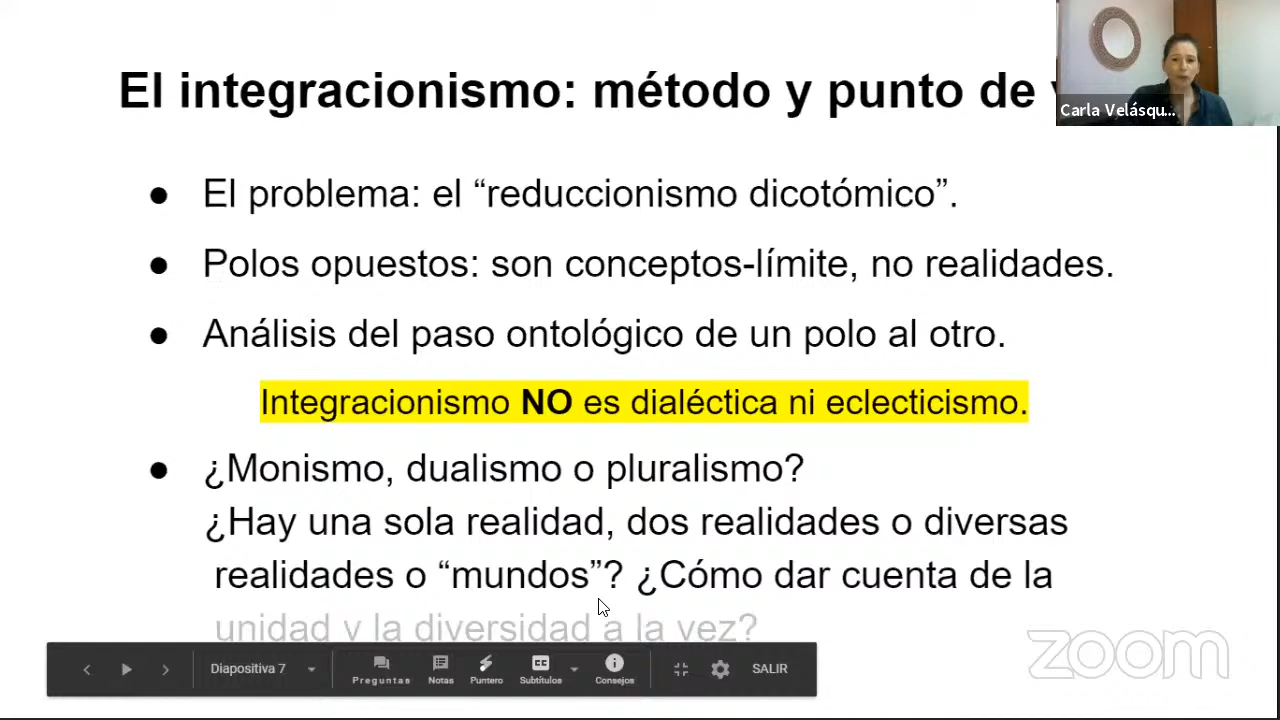 El integracionismo: método y punto de
Carla Velásqu...
● El problema: el “reduccionismo dicotómico”.
● Polos opuestos: son conceptos-límite, no realidades.
● Análisis del paso ontológico de un polo al otro.
Integracionismo NO es dialéctica ni eclecticismo.
● ¿Monismo, dualismo o pluralismo?
¿Hay una sola realidad, dos realidades o diversas
realidades o “mundos”? ¿Cómo dar cuenta de la
unidad y la diversidad a la vez?
zoom
Diapositiva 7
Preguntas
Notas
Puntero
CC
Subtítulos
Consejos
SALIR